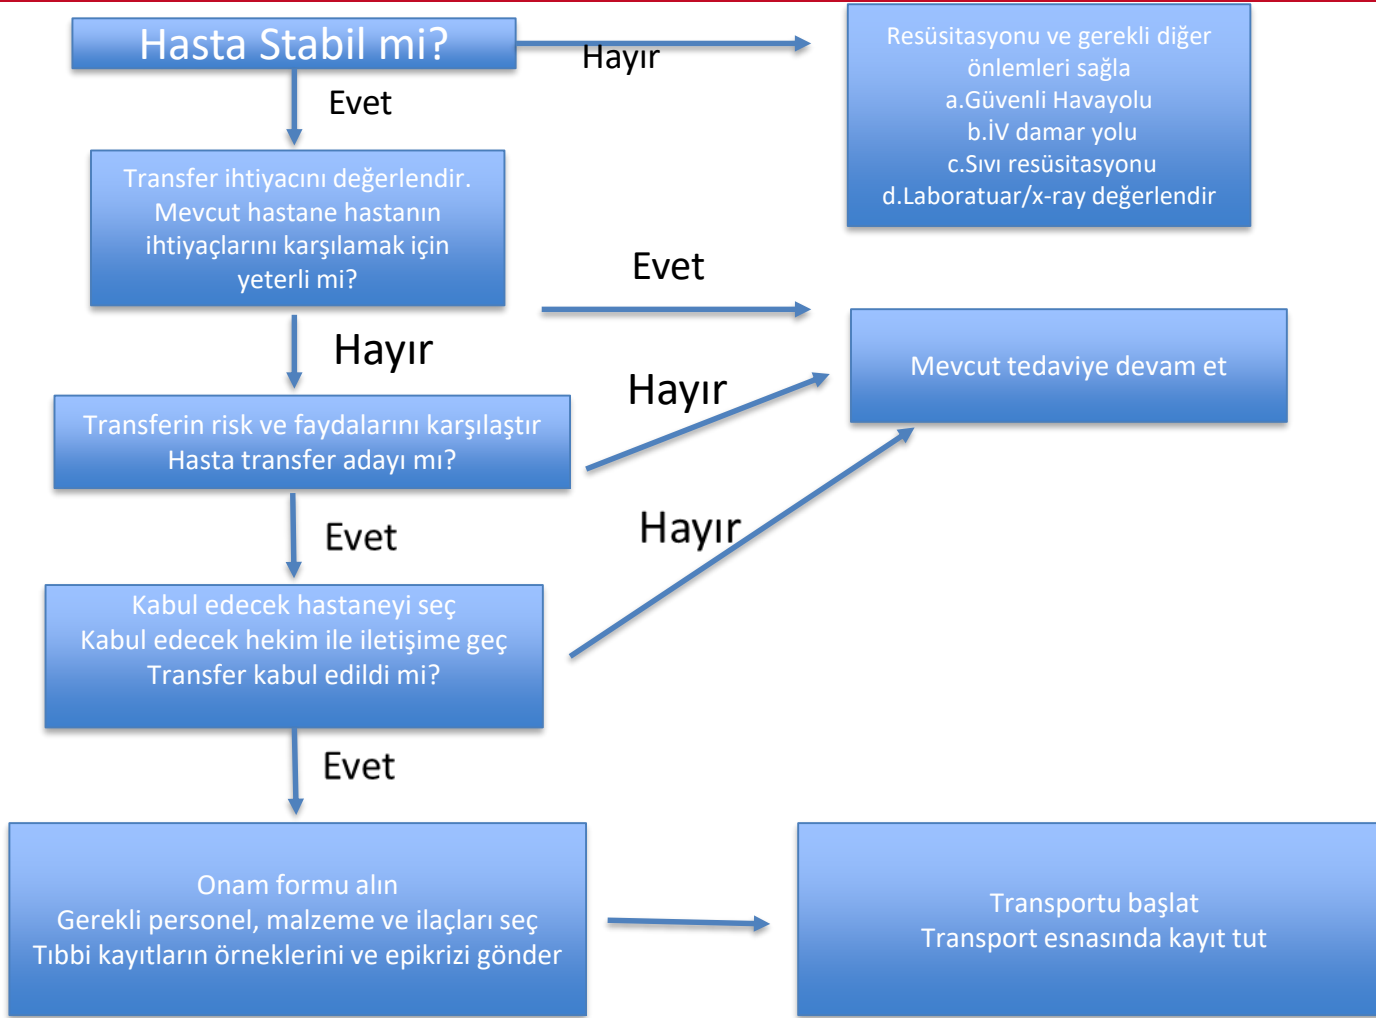 Hasta Stabil mi?
Hayır
Resüsitasyonu ve gerekli diğer
önlemleri sağla
a.Güvenli Havayolu
b.İV damar yolu
c.Sıvı resüsitasyonu
d.Laboratuar/x-ray değerlendir
Evet
Transfer ihtiyacını değerlendir.
Mevcut hastane hastanın
ihtiyaçlarını karşılamak için
yeterli mi?
Evet
Mevcut tedaviye devam et
Hayır
Transferin risk ve faydalarını karşılaştır
Hasta transfer adayı mı?
Hayır
Evet
Kabul edecek hastaneyi seç
Kabul edecek hekim ile iletişime geç
Transfer kabul edildi mi?
Hayır
Evet
Onam formu alın
Gerekli personel, malzeme ve ilaçları seç
Tıbbi kayıtların örneklerini ve epikrizi gönder
Transportu başlat
Transport esnasında kayıt tut